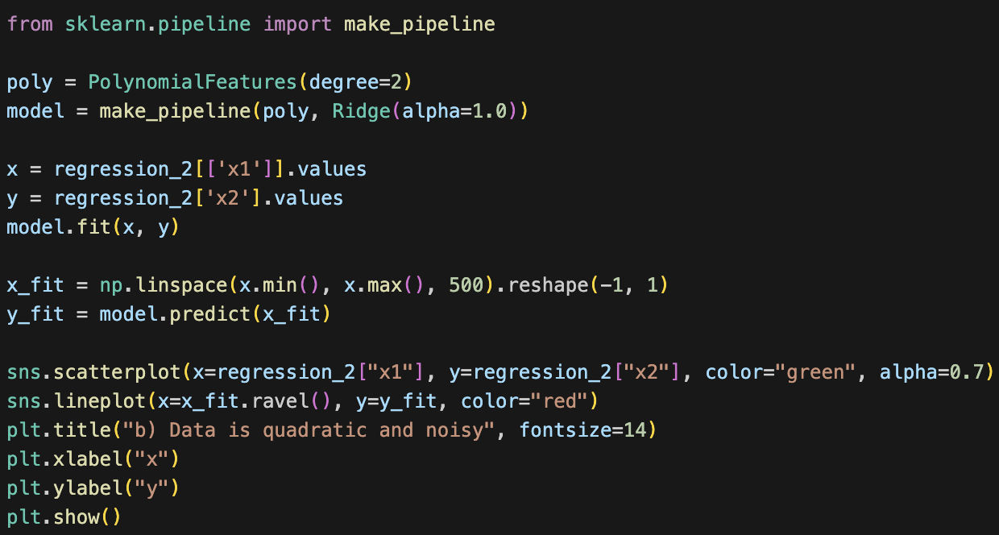 from sklearn.pipeline import make_pipeline
poly = PolynomialFeatures(degree=2)
model = make_pipeline(poly, Ridge(alpha=1.0))
x = regression_2[['x1']].values
y = regression_2['x2'].values
model.fit(x, y)
x_fit = np.linspace(x.min(), x.max(), 500).reshape(-1, 1)
y_fit = model.predict(x_fit)
sns.scatterplot(x=regression_2["x1"], y=regression_2["x2"], color="green", alpha=0.7)
sns.lineplot(x=x_fit.ravel(), y=y_fit, color="red")
plt.title("b) Data is quadratic and noisy", fontsize=14)
plt.xlabel("x")
plt.ylabel("y")
plt.show()